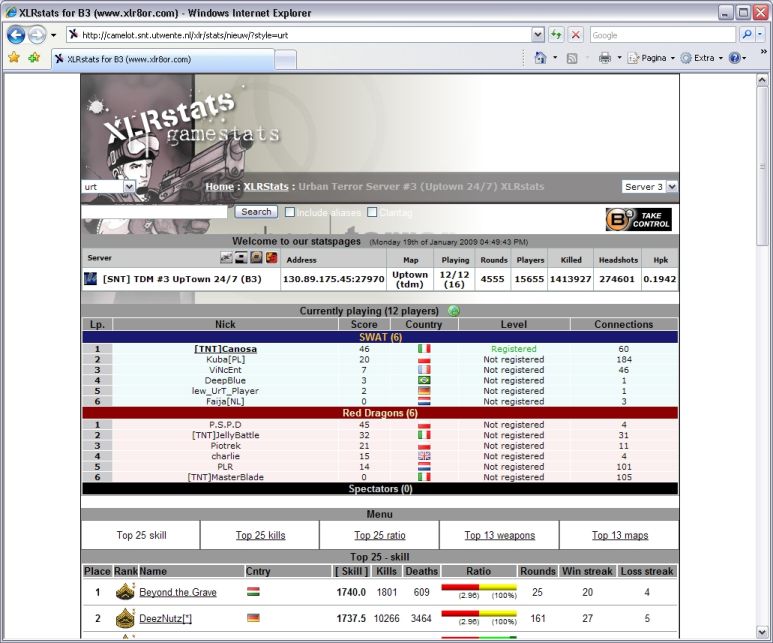 XLRstats for B3 (www.xlr8or.com) - Windows Internet Explorer
http://camelot.snt.utwente.nl/xlr/stats/nieuw/?style=urt
Google
XLRstats for B3 (www.xlr8or.com)
Pagina
Extra
XLRstats
gamestats
urt
Home : XLRStats : Urban Terror Server #3 (Uptown 24/7) XLRstats
Server 3
Search Include aliases Clantag
B3 TAKE CONTROL
Welcome to our statspages (Monday 19th of January 2009 04:49:43 PM)
Server Address Map Playing Rounds Players Killed Headshots Hpk
[SNT] TDM #3 UpTown 24/7 (B3) 130.89.175.45:27970 Uptown (tdm) 12/12 (16) 4555 15655 1413927 274601 0.1942
Currently playing (12 players)
Lp. Nick Score Country Level Connections
SWAT (6)
1 [TNT]Canosa 46 Registered 60
2 Kuba[PL] 20 Not registered 184
3 ViNcEnt 7 Not registered 46
4 DeepBlue 3 Not registered 1
5 lew_UrT_Player 2 Not registered 1
6 Faija[NL] 0 Not registered 3
Red Dragons (6)
1 P.S.P.D 45 Not registered 4
2 [TNT]JellyBattle 32 Not registered 31
3 Piotrek 21 Not registered 11
4 charlie 15 Not registered 4
5 PLR 14 Not registered 101
6 [TNT]MasterBlade 0 Not registered 105
Spectators (0)
Menu
Top 25 skill Top 25 kills Top 25 ratio Top 13 weapons Top 13 maps
Top 25 - skill
Place Rank Name Cntry [ Skill ] Kills Deaths Ratio Rounds Win streak Loss streak
1 Beyond the Grave 1740.0 1801 609 (2.96) (100%) 25 20 4
2 DeezNutz[*] 1737.5 10266 3464 (2.96) (100%) 161 27 5